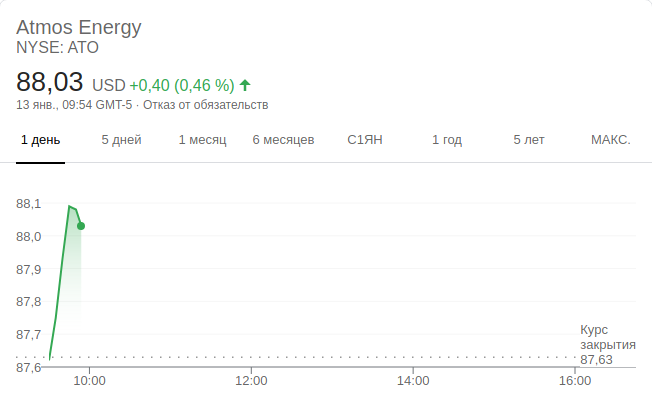 Atmos Energy
NYSE: ATO
88,03 USD +0,40 (0,46 %)
13 янв., 09:54 GMT-5 · Отказ от обязательств
1 день 5 дней 1 месяц 6 месяцев С1ЯН 1 год 5 лет МАКС.
88,1
88,0
87,9
87,8
87,7
87,6
Курс
закрытия
87,63
10:00 12:00 14:00 16:00